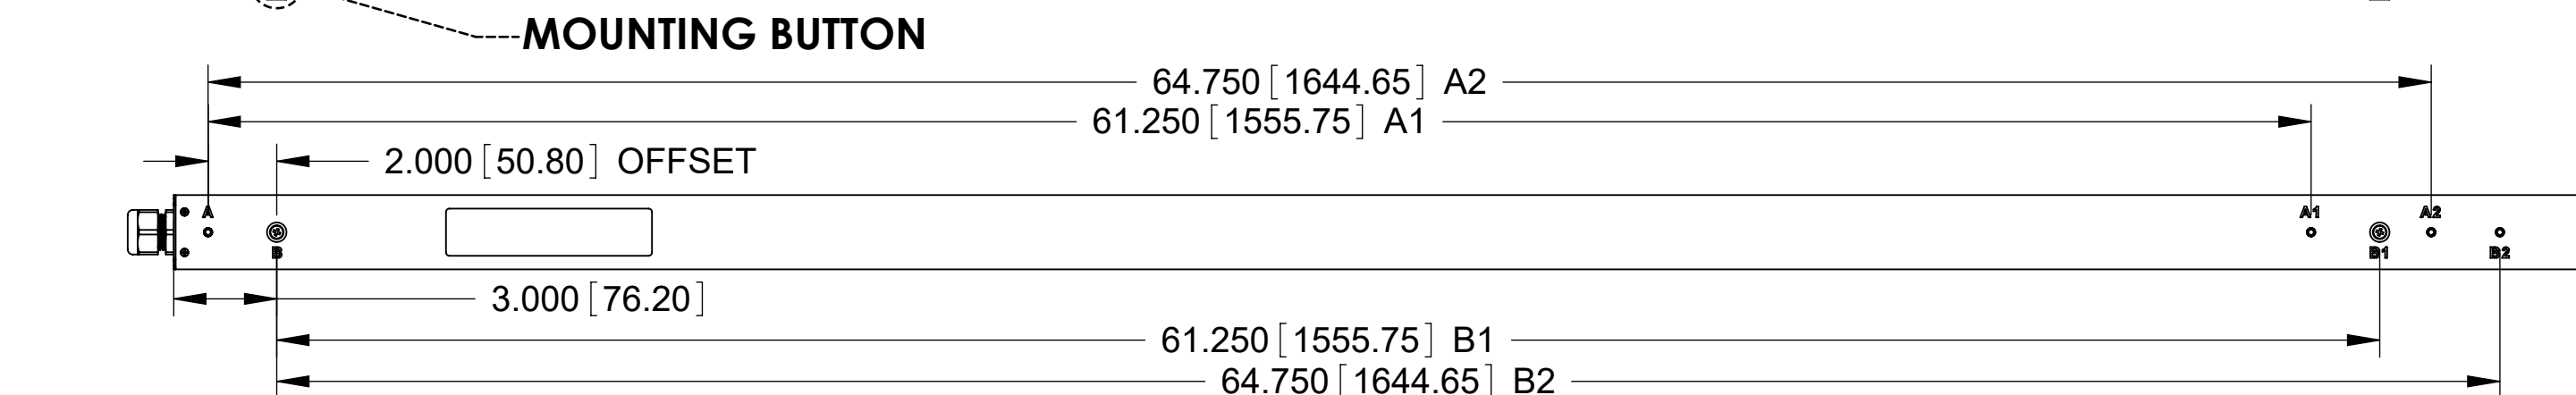 MOUNTING BUTTON
64.750 [1644.65] A2
61.250 [1555.75] A1
2.000 [50.80] OFFSET
A A1 A2
B B1 B2
3.000 [76.20]
61.250 [1555.75] B1
64.750 [1644.65] B2